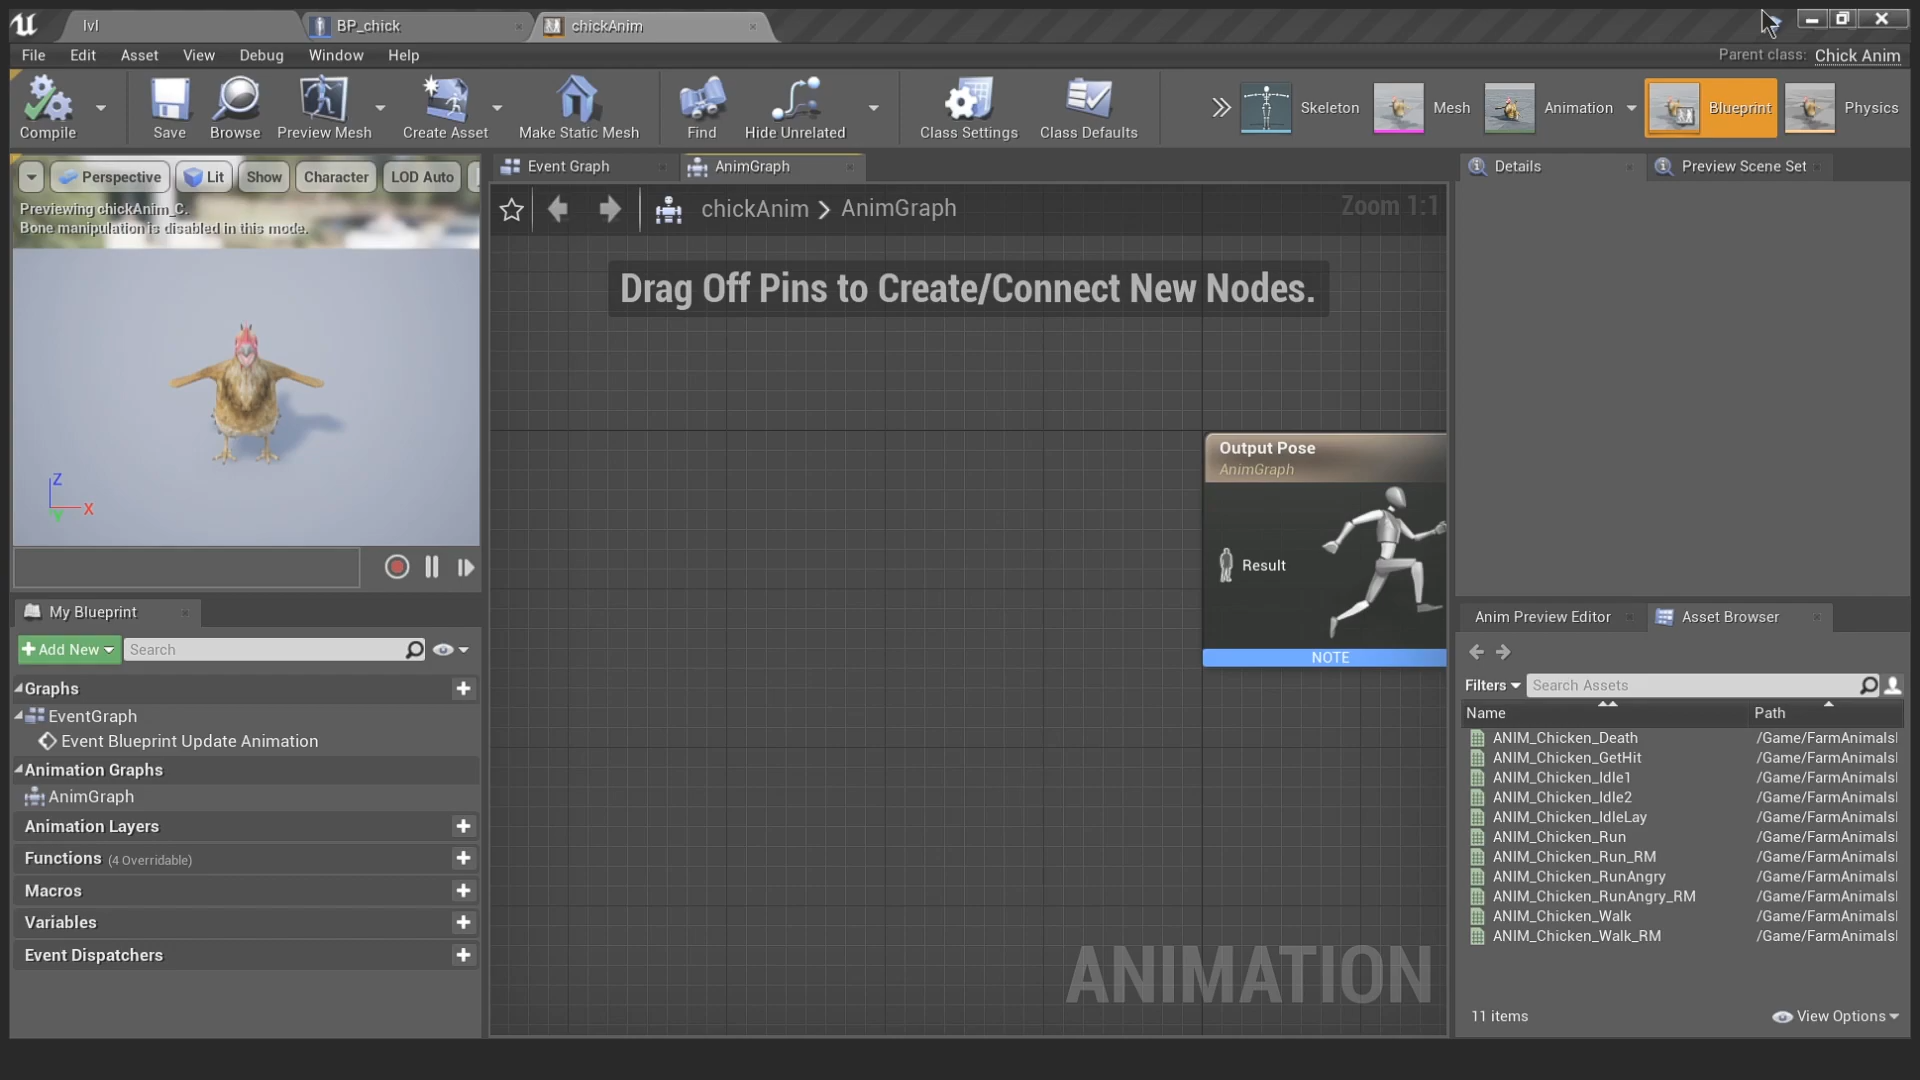 lvl
BP_chick
chickAnim
File Edit Asset View Debug Window Help
Parent class: Chick Anim
Compile
Save
Browse
Preview Mesh
Create Asset
Make Static Mesh
Find
Hide Unrelated
Class Settings
Class Defaults
Skeleton
Mesh
Animation
Blueprint
Physics
Perspective
Lit
Show
Character
LOD Auto
Previewing chickAnim_C.
Bone manipulation is disabled in this mode.
Z
X
Y
Event Graph
AnimGraph
chickAnim > AnimGraph
Zoom 1:1
Drag Off Pins to Create/Connect New Nodes.
Output Pose
AnimGraph
Result
NOTE
ANIMATION
My Blueprint
+Add New
Search
Graphs
EventGraph
Event Blueprint Update Animation
Animation Graphs
AnimGraph
Animation Layers
Functions (4 Overridable)
Macros
Variables
Event Dispatchers
Details
Preview Scene Set
Anim Preview Editor
Asset Browser
Filters
Search Assets
Name Path
ANIM_Chicken_Death /Game/FarmAnimals
ANIM_Chicken_GetHit /Game/FarmAnimals
ANIM_Chicken_Idle1 /Game/FarmAnimals
ANIM_Chicken_Idle2 /Game/FarmAnimals
ANIM_Chicken_IdleLay /Game/FarmAnimals
ANIM_Chicken_Run /Game/FarmAnimals
ANIM_Chicken_Run_RM /Game/FarmAnimals
ANIM_Chicken_RunAngry /Game/FarmAnimals
ANIM_Chicken_RunAngry_RM /Game/FarmAnimals
ANIM_Chicken_Walk /Game/FarmAnimals
ANIM_Chicken_Walk_RM /Game/FarmAnimals
11 items
View Options